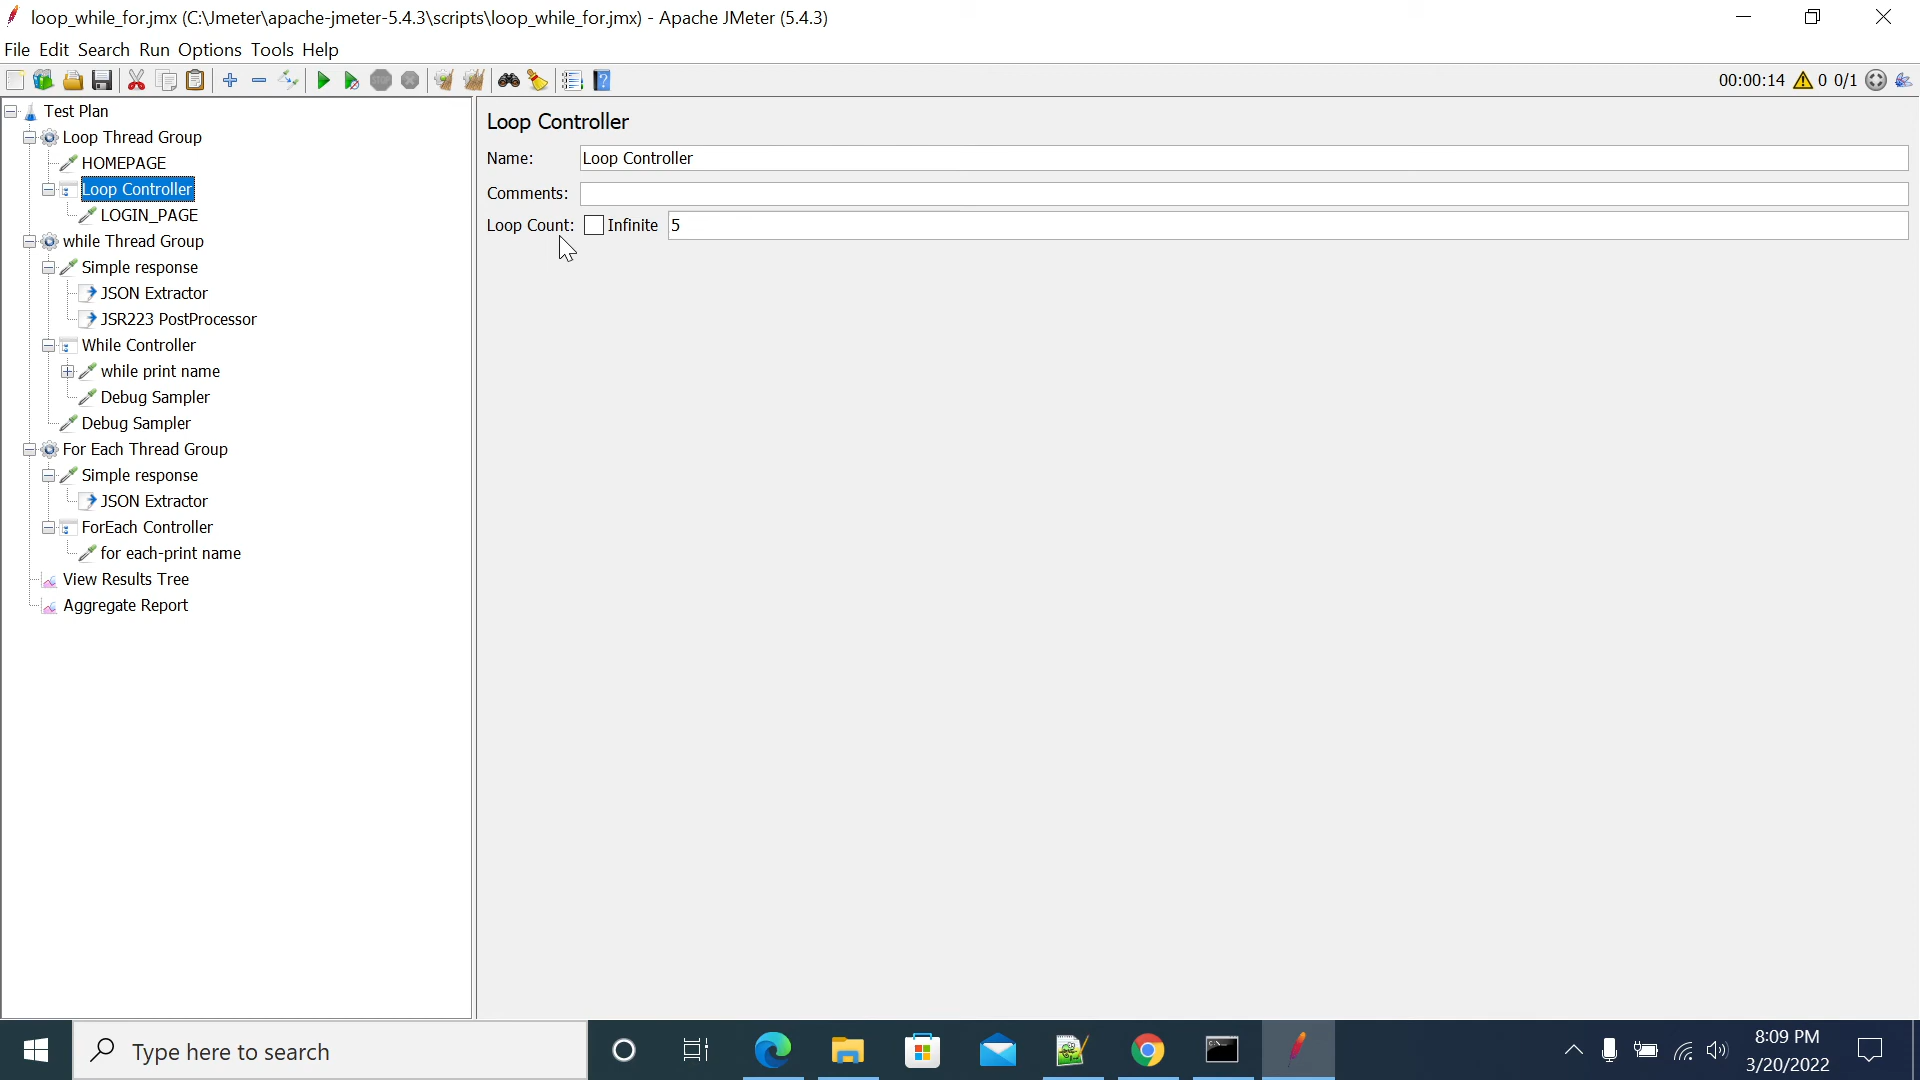 loop_while_for.jmx (C:\Jmeter\apache-jmeter-5.4.3\scripts\loop_while_for.jmx) - Apache JMeter (5.4.3)
File Edit Search Run Options Tools Help
STOP
00:00:14 0 0/1
Test Plan
Loop Thread Group
HOMEPAGE
Loop Controller
LOGIN_PAGE
while Thread Group
Simple response
JSON Extractor
JSR223 PostProcessor
While Controller
while print name
Debug Sampler
Debug Sampler
For Each Thread Group
Simple response
JSON Extractor
ForEach Controller
for each-print name
View Results Tree
Aggregate Report
Loop Controller
Name: Loop Controller
Comments:
Loop Count: Infinite 5
Type here to search
8:09 PM
3/20/2022